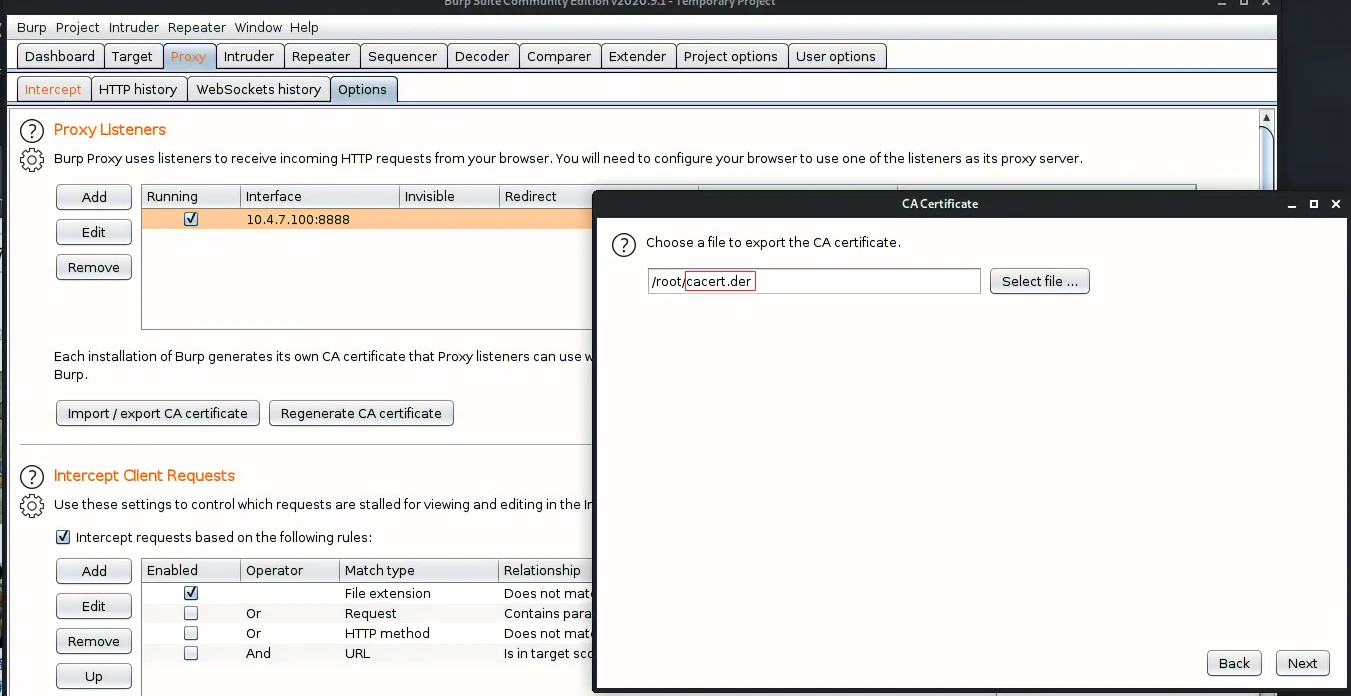 Burp Suite Community Edition v2020.9.1 - Temporary Project
Burp Project Intruder Repeater Window Help
Dashboard Target Proxy Intruder Repeater Sequencer Decoder Comparer Extender Project options User options
Intercept HTTP history WebSockets history Options
? Proxy Listeners
Burp Proxy uses listeners to receive incoming HTTP requests from your browser. You will need to configure your browser to use one of the listeners as its proxy server.
Add Running Interface Invisible Redirect
10.4.7.100:8888
Edit
Remove
Each installation of Burp generates its own CA certificate that Proxy listeners can use w
Burp.
Import / export CA certificate Regenerate CA certificate
? Intercept Client Requests
Use these settings to control which requests are stalled for viewing and editing in the In
Intercept requests based on the following rules:
Add Enabled Operator Match type Relationship
File extension Does not mat
Edit Or Request Contains para
Or HTTP method Does not mat
Remove And URL Is in target sco
Up
CA Certificate
? Choose a file to export the CA certificate.
/root/cacert.der Select file ...
Back Next